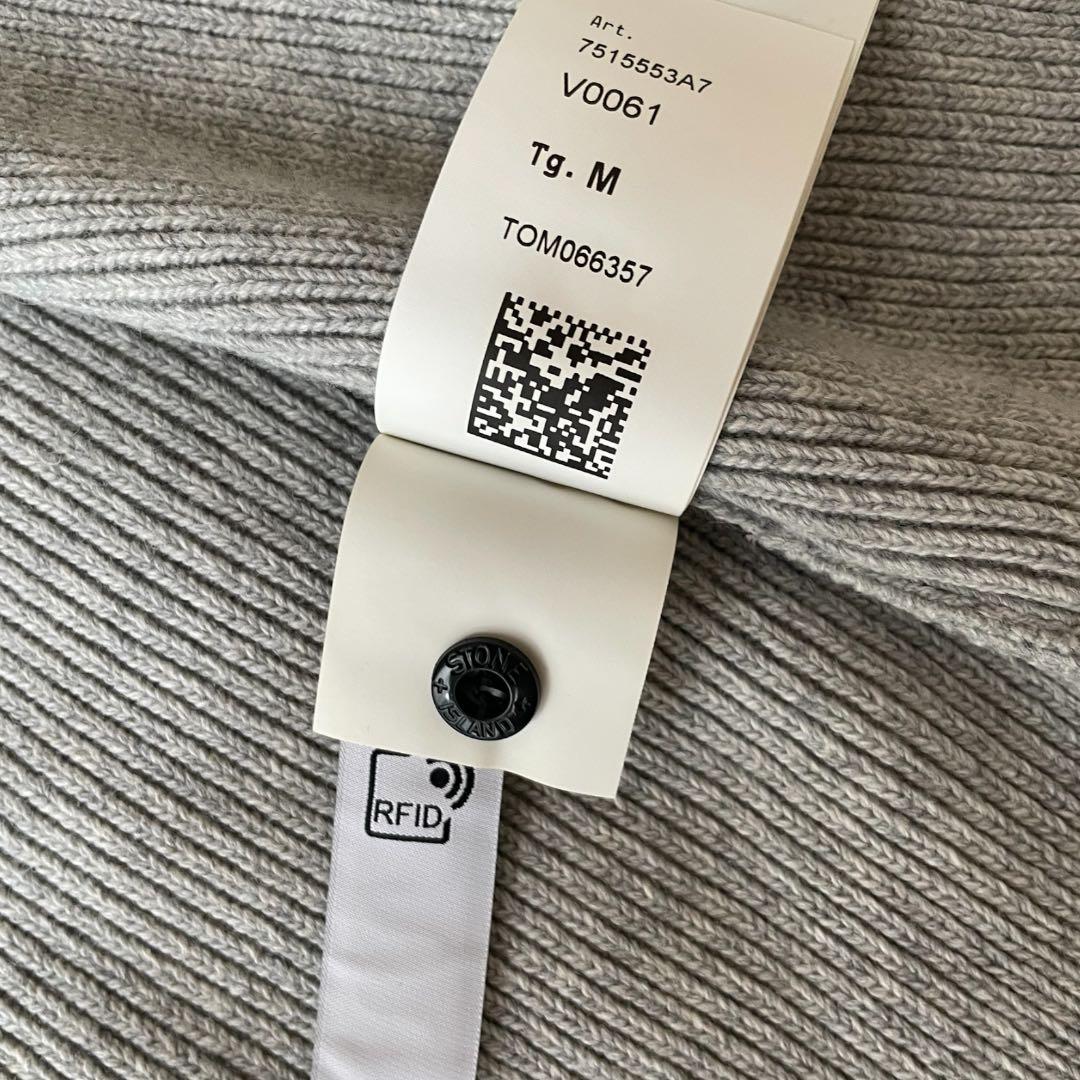 Art.
7515553A7
V0061
Tg. M
TOM066357
STONE
ISLAND
RFID